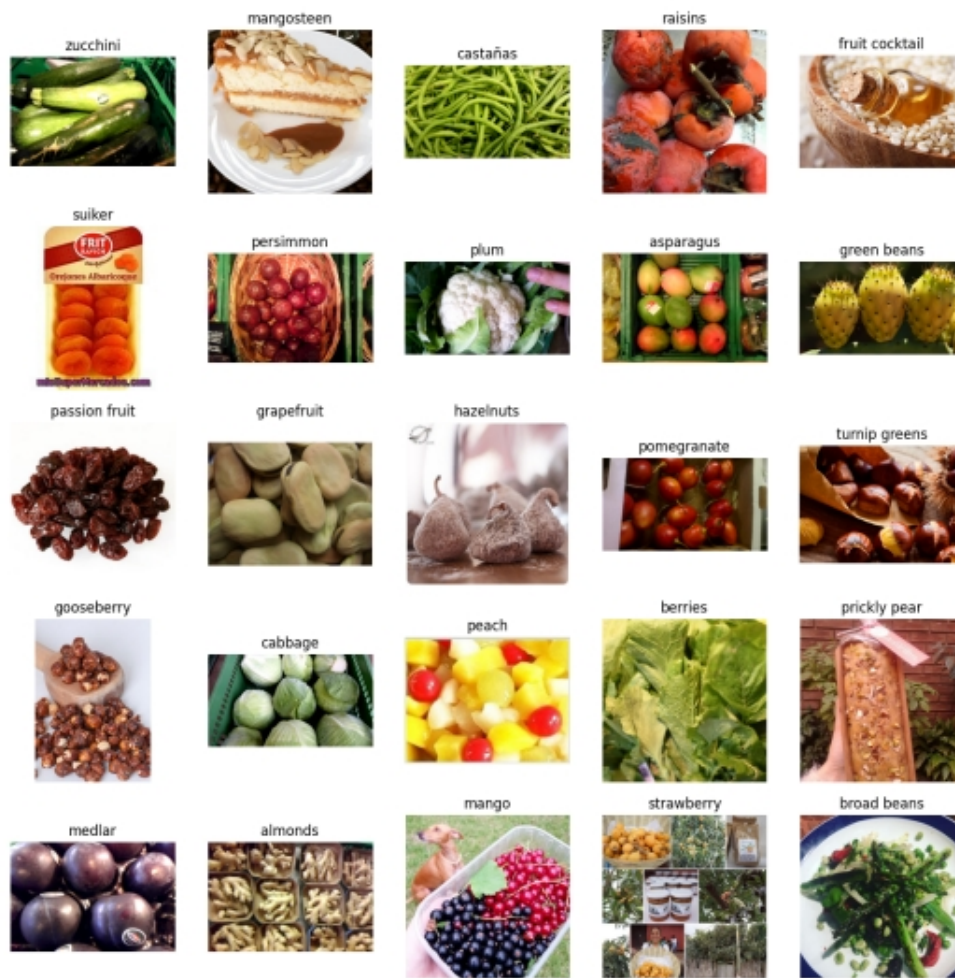 zucchini
mangosteen
castañas
raisins
fruit cocktail
suiker
FRIT
RAVICH
Orejones Albaricoque
persimmon
plum
asparagus
green beans
passion fruit
grapefruit
hazelnuts
pomegranate
turnip greens
gooseberry
cabbage
peach
berries
prickly pear
medlar
almonds
mango
strawberry
broad beans